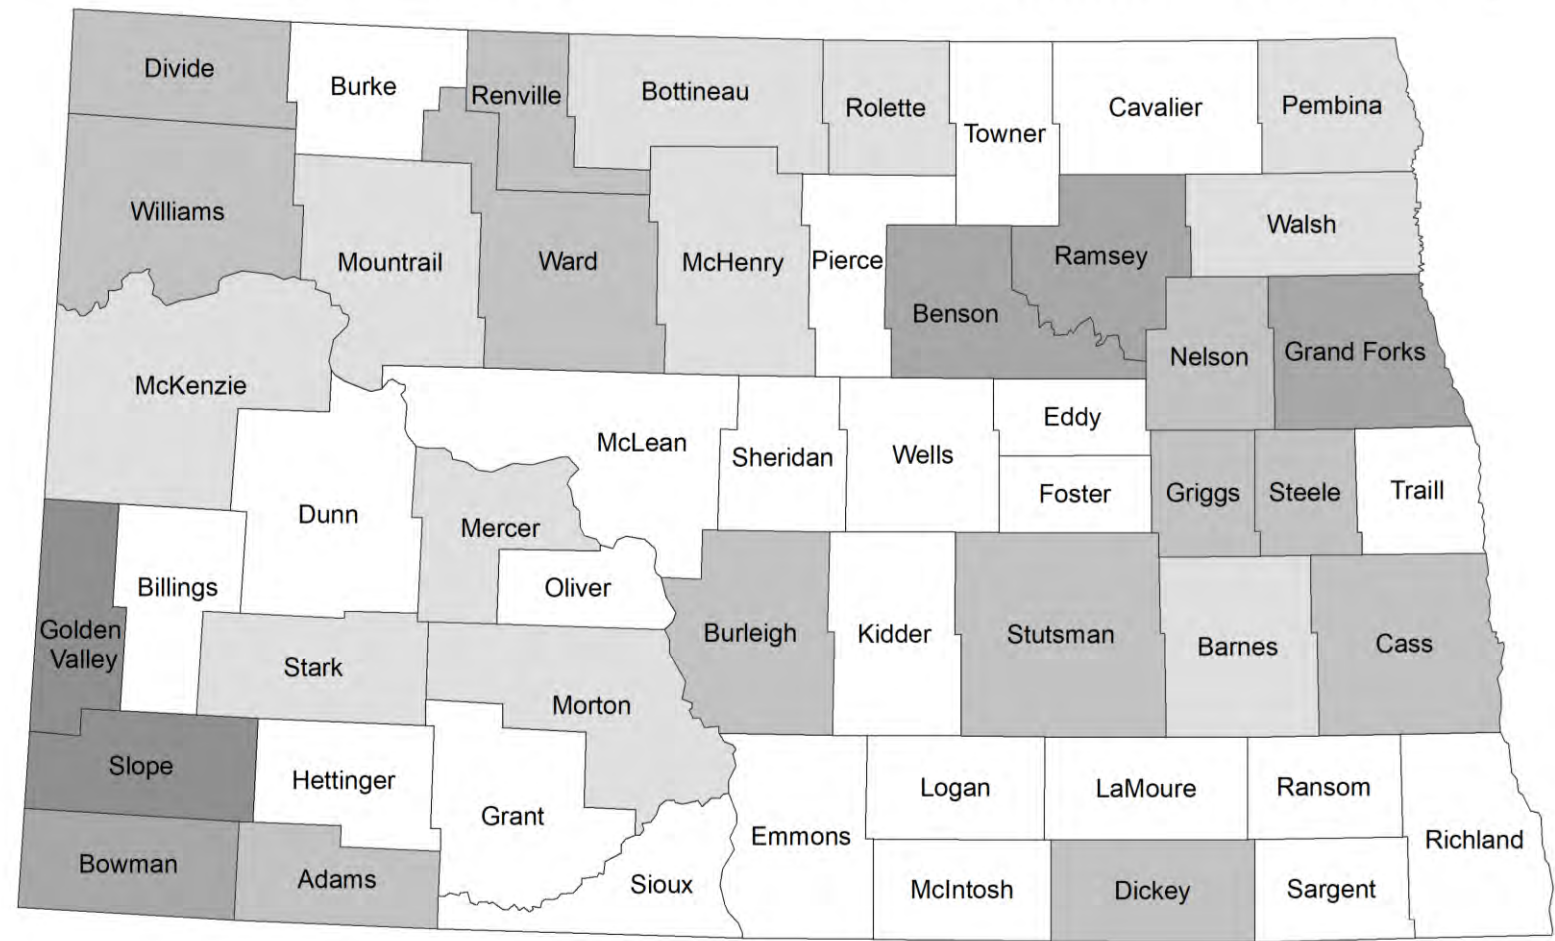 Divide
Burke
Renville
Bottineau
Rolette
Towner
Cavalier
Pembina
Williams
Mountrail
Ward
McHenry
Pierce
Benson
Ramsey
Walsh
Nelson
Grand Forks
McKenzie
Dunn
McLean
Sheridan
Wells
Eddy
Foster
Griggs
Steele
Traill
Mercer
Oliver
Golden
Valley
Billings
Stark
Morton
Burleigh
Kidder
Stutsman
Barnes
Cass
Slope
Hettinger
Grant
Bowman
Adams
Sioux
Emmons
Logan
LaMoure
Ransom
Richland
McIntosh
Dickey
Sargent